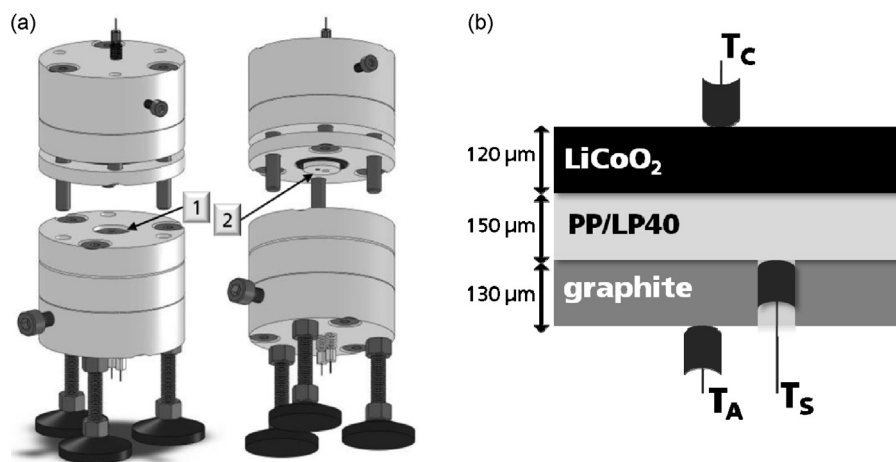 (a)
1
2
(b)
T_C
120 µm
LiCoO₂
150 µm
PP/LP40
130 µm
graphite
T_A
T_S